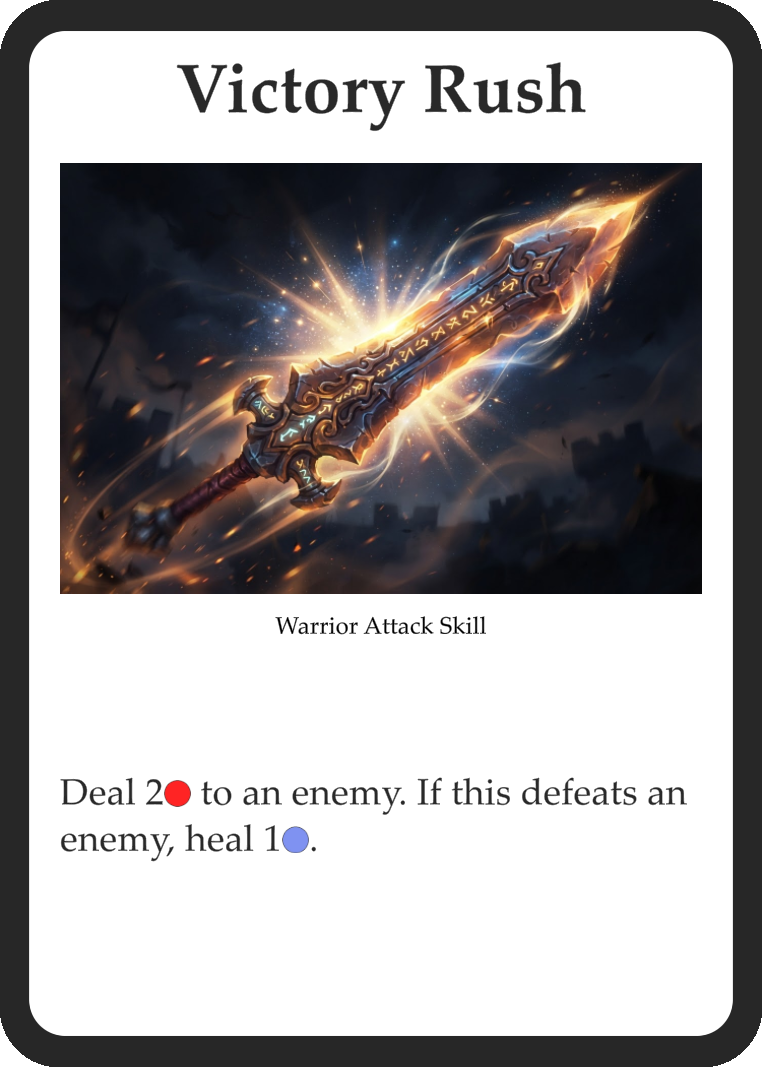 Victory Rush
Warrior Attack Skill
Deal 2 to an enemy. If this defeats an
enemy, heal 1.